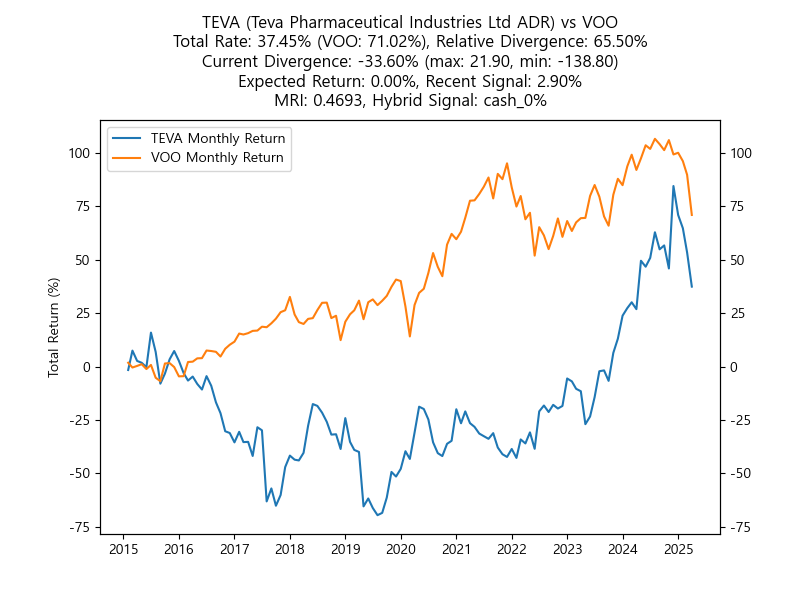 TEVA (Teva Pharmaceutical Industries Ltd ADR) vs VOO
Total Rate: 37.45% (VOO: 71.02%), Relative Divergence: 65.50%
Current Divergence: -33.60% (max: 21.90, min: -138.80)
Expected Return: 0.00%, Recent Signal: 2.90%
MRI: 0.4693, Hybrid Signal: cash_0%
TEVA Monthly Return
VOO Monthly Return
Total Return (%)
100
75
50
25
0
-25
-50
-75
100
75
50
25
0
-25
-50
-75
2015 2016 2017 2018 2019 2020 2021 2022 2023 2024 2025